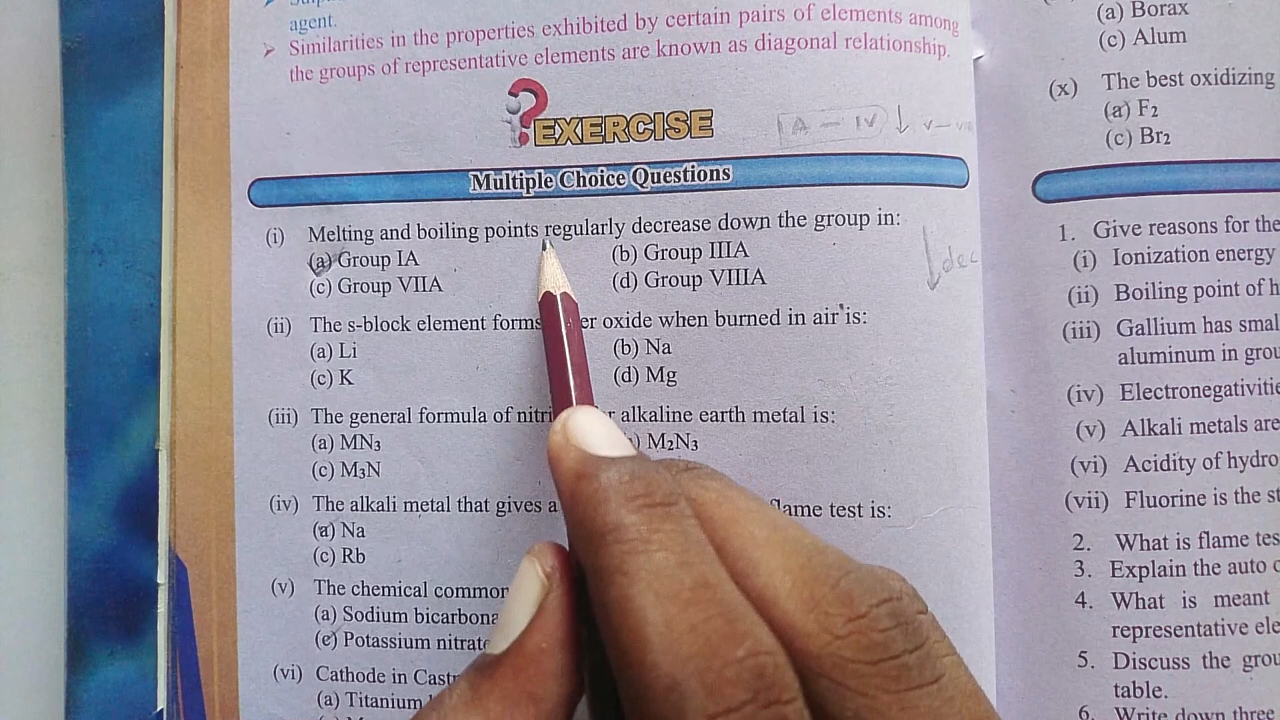 agent.
➤ Similarities in the properties exhibited by certain pairs of elements among
the groups of representative elements are known as diagonal relationship.
EXERCISE
A - IV ↓
Multiple Choice Questions
(i) Melting and boiling points regularly decrease down the group in:
(a) Group IA (b) Group IIIA
(c) Group VIIA (d) Group VIIIA
↓ dec
(ii) The s-block element forms er oxide when burned in air is:
(a) Li (b) Na
(c) K (d) Mg
(iii) The general formula of nitri alkaline earth metal is:
(a) MN₃ ) M₂N₃
(c) M₃N
(iv) The alkali metal that gives a lame test is:
(a) Na
(c) Rb
(v) The chemical common
(a) Sodium bicarbona
(c) Potassium nitrate
(vi) Cathode in Cast
(a) Titanium
(a) Borax
(c) Alum
(x) The best oxidizing
(a) F₂
(c) Br₂
1. Give reasons for the
(i) Ionization energy
(ii) Boiling point of h
(iii) Gallium has smal
aluminum in grou
(iv) Electronegativitie
(v) Alkali metals are
(vi) Acidity of hydro
(vii) Fluorine is the st
2. What is flame tes
3. Explain the auto
4. What is meant
representative ele
5. Discuss the grou
table.
6. Write down three